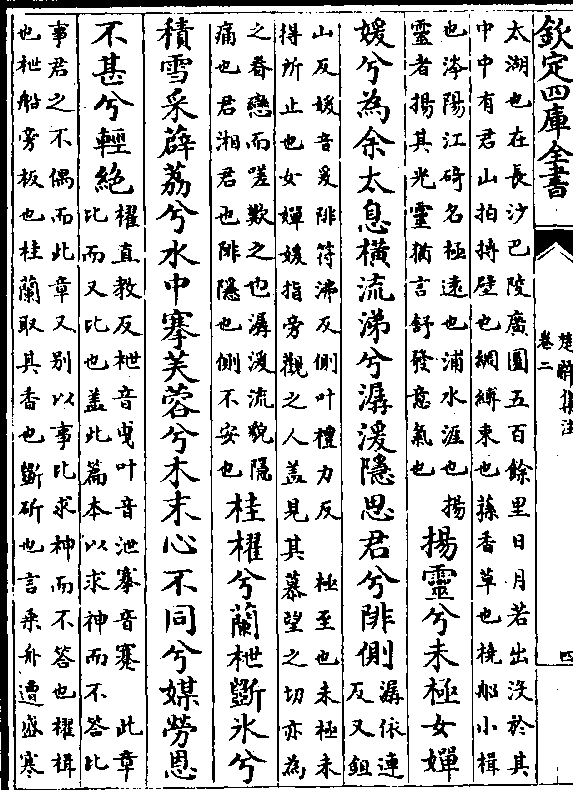 欽定四庫全書
楚辭集注
卷二
四
太湖也在長沙巴陵廣圓五百餘里日月若出沒於其
中中有君山拍搏壁也綢縛束也蓀香草也橈船小楫
也涔陽江碕名極遠也浦水涯也揚
靈者揚其光靈猶言舒發意氣也
揚靈兮未極女嬋
媛兮為余太息橫流涕兮潺湲隱思君兮陫側
潺仕連
反又鉏
山反媛音爰陫符沸反側叶札力反 極至也未極未
得所止也女嬋媛指旁觀之人蓋見其慕望之切亦為
之眷戀而嗟歎之也潺湲流貌隱
痛也君湘君也陫隱也側不安也
桂櫂兮蘭枻斲氷兮
積雪采薜荔兮水中搴芙蓉兮木末心不同兮媒勞恩
不甚兮輕絕
櫂直教反枻音曳叶音泄搴音蹇 此章
比而又比也蓋此篇本以求神而不答比
事君之不偶而此章又別以事比求神而不答也櫂楫
也枻船旁板也桂蘭取其香也斲斫也言乘舟遭盛寒